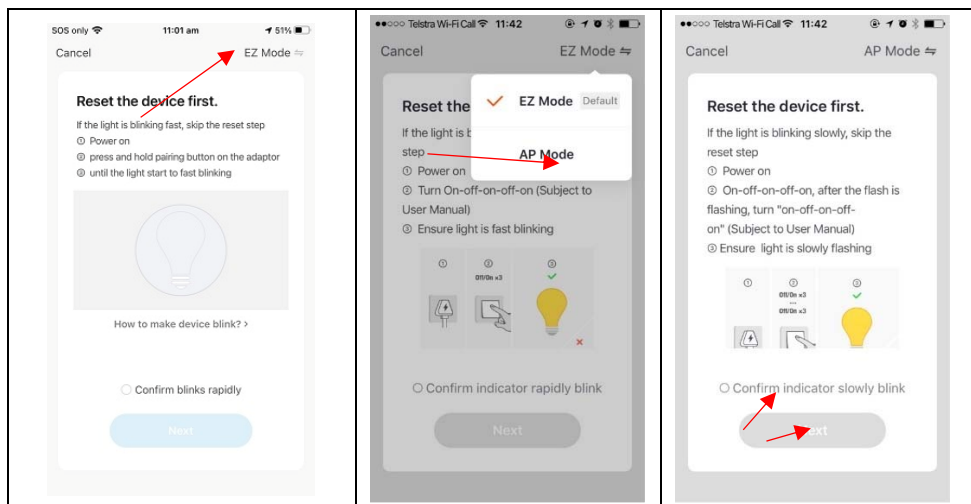 SOS only 11:01 am 51%
Cancel EZ Mode ⇋
Reset the device first.
If the light is blinking fast, skip the reset step
① Power on
② press and hold pairing button on the adaptor
③ until the light start to fast blinking
How to make device blink? >
Confirm blinks rapidly
Next
●●○○○ Telstra Wi-Fi Call 11:42
Cancel EZ Mode ⇋
Reset the
EZ Mode Default
AP Mode
If the light is b
step
① Power on
② Turn On-off-on-off-on (Subject to
User Manual)
③ Ensure light is fast blinking
① ② ③
Off/On x3
Confirm indicator rapidly blink
Next
●●○○○ Telstra Wi-Fi Call 11:42
Cancel AP Mode ⇋
Reset the device first.
If the light is blinking slowly, skip the
reset step
① Power on
② On-off-on-off-on, after the flash is
flashing, turn "on-off-on-off-
on" (Subject to User Manual)
③ Ensure light is slowly flashing
① ② ③
Off/On x3
...
Off/On x3
Confirm indicator slowly blink
Next